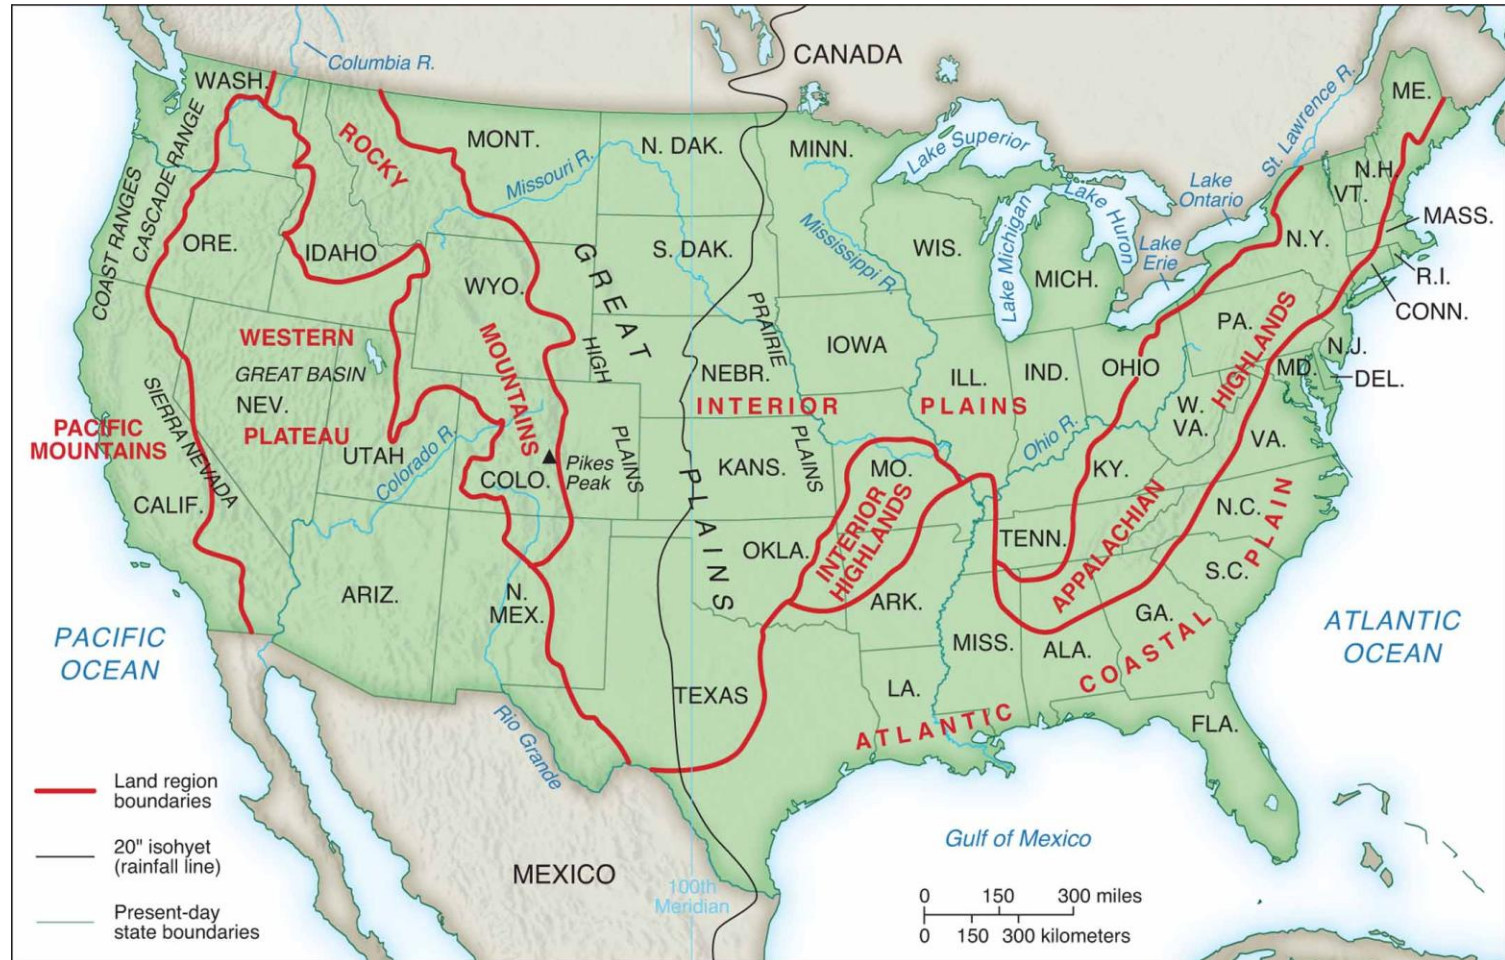 CANADA
Columbia R.
WASH.
CASCADE RANGE
COAST RANGES
ORE.
ROCKY
MOUNTAINS
IDAHO
MONT.
Missouri R.
N. DAK.
S. DAK.
MINN.
Lake Superior
Lake Michigan
Lake Huron
Lake
Ontario
Lake
Erie
St. Lawrence R.
ME.
N.H.
VT.
MASS.
R.I.
CONN.
N.Y.
WIS.
MICH.
Mississippi R.
WYO.
GREAT
PLAINS
HIGH
PLAINS
PRAIRIE
PLAINS
NEBR.
IOWA
ILL.
IND.
OHIO
PA.
N.J.
MD.
DEL.
W.
VA.
VA.
WESTERN
GREAT BASIN
NEV.
PLATEAU
UTAH
SIERRA NEVADA
PACIFIC
MOUNTAINS
CALIF.
Colorado R.
COLO.
Pikes
Peak
INTERIOR PLAINS
KANS.
MO.
Ohio R.
KY.
APPALACHIAN HIGHLANDS
INTERIOR
HIGHLANDS
OKLA.
ARK.
TENN.
N.C.
S.C.
ARIZ.
N.
MEX.
TEXAS
LA.
MISS.
ALA.
GA.
FLA.
ATLANTIC COASTAL PLAIN
Rio Grande
PACIFIC
OCEAN
ATLANTIC
OCEAN
Gulf of Mexico
MEXICO
100th
Meridian
Land region
boundaries
20" isohyet
(rainfall line)
Present-day
state boundaries
0 150 300 miles
0 150 300 kilometers